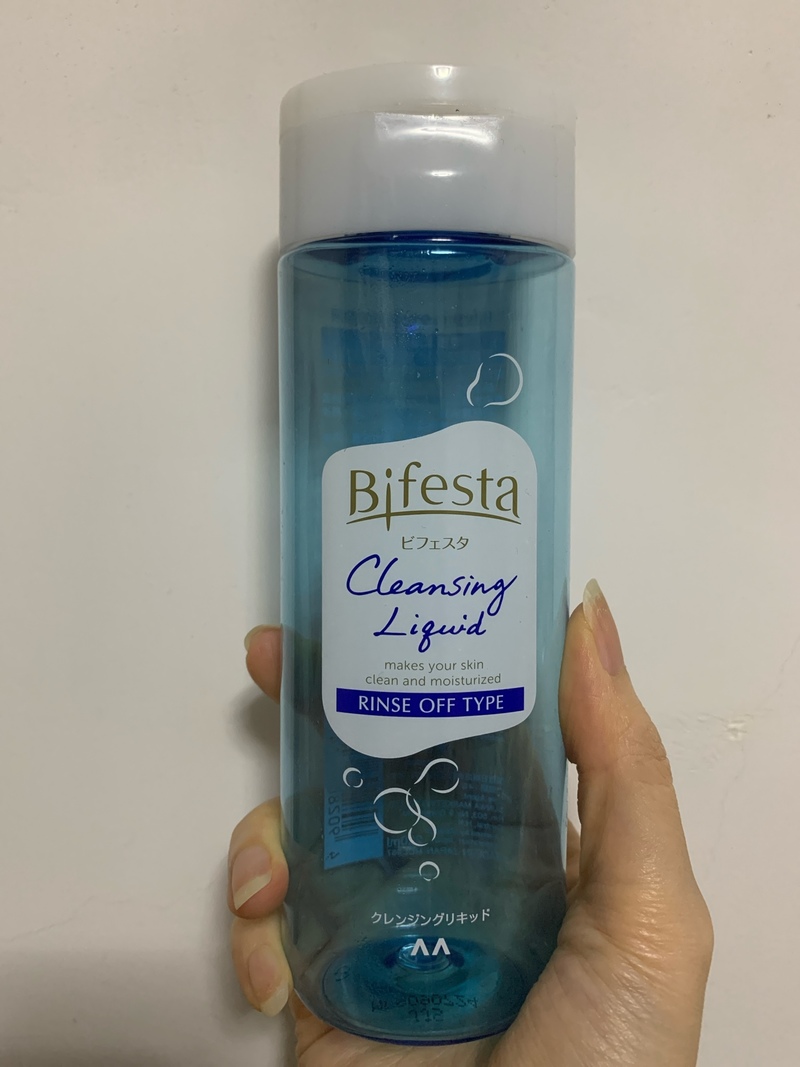 Bifesta
ビフェスタ
Cleansing
Liquid
makes your skin
clean and moisturized
RINSE OFF TYPE
クレンジングリキッド